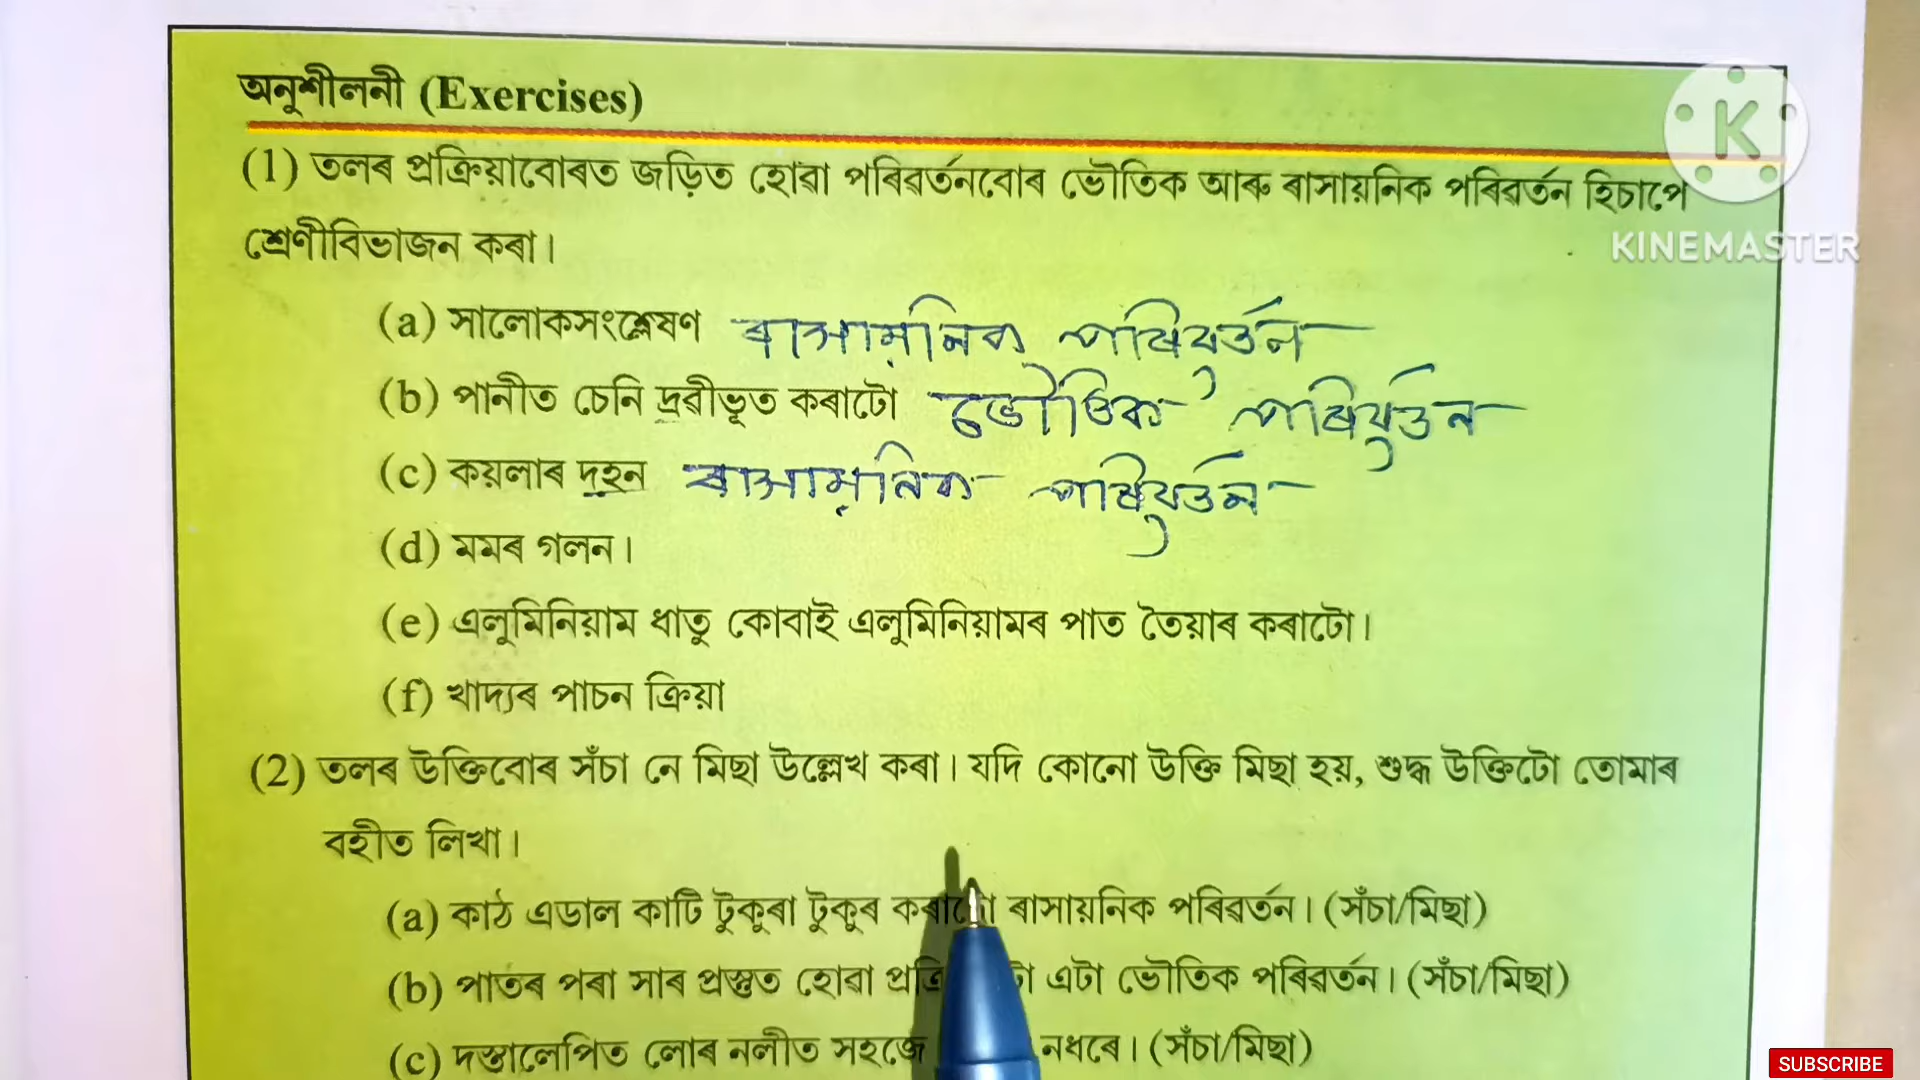 অনুশীলনী (Exercises)
(1) তলৰ প্ৰক্ৰিয়াবোৰত জড়িত হোৱা পৰিৱৰ্তনবোৰ ভৌতিক আৰু ৰাসায়নিক পৰিৱৰ্তন হিচাপে
শ্ৰেণীবিভাজন কৰা।
(a) সালোকসংশ্লেষণ ৰাসায়নিক পৰিৱৰ্তন
(b) পানীত চেনি দ্ৰৱীভূত কৰাটো ভৌতিক পৰিৱৰ্তন
(c) কয়লাৰ দহন ৰাসায়নিক পৰিৱৰ্তন
(d) মমৰ গলন।
(e) এলুমিনিয়াম ধাতু কোবাই এলুমিনিয়ামৰ পাত তৈয়াৰ কৰাটো।
(f) খাদ্যৰ পাচন ক্ৰিয়া
(2) তলৰ উক্তিবোৰ সঁচা নে মিছা উল্লেখ কৰা। যদি কোনো উক্তি মিছা হয়, শুদ্ধ উক্তিটো তোমাৰ
বহীত লিখা।
(a) কাঠ এডাল কাটি টুকুৰা টুকুৰ কৰাটো ৰাসায়নিক পৰিৱৰ্তন। (সঁচা/মিছা)
(b) পাতৰ পৰা সাৰ প্ৰস্তুত হোৱা এটা ভৌতিক পৰিৱৰ্তন। (সঁচা/মিছা)
(c) দস্তালেপিত লোৰ নলীত সহজে নধৰে। (সঁচা/মিছা)
K
KINEMASTER
SUBSCRIBE